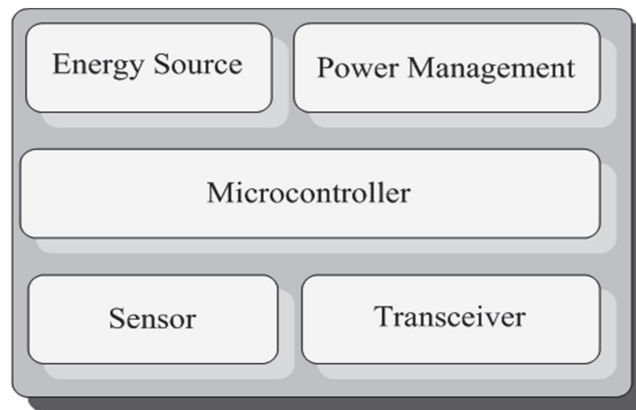 Energy Source
Power Management
Microcontroller
Sensor
Transceiver